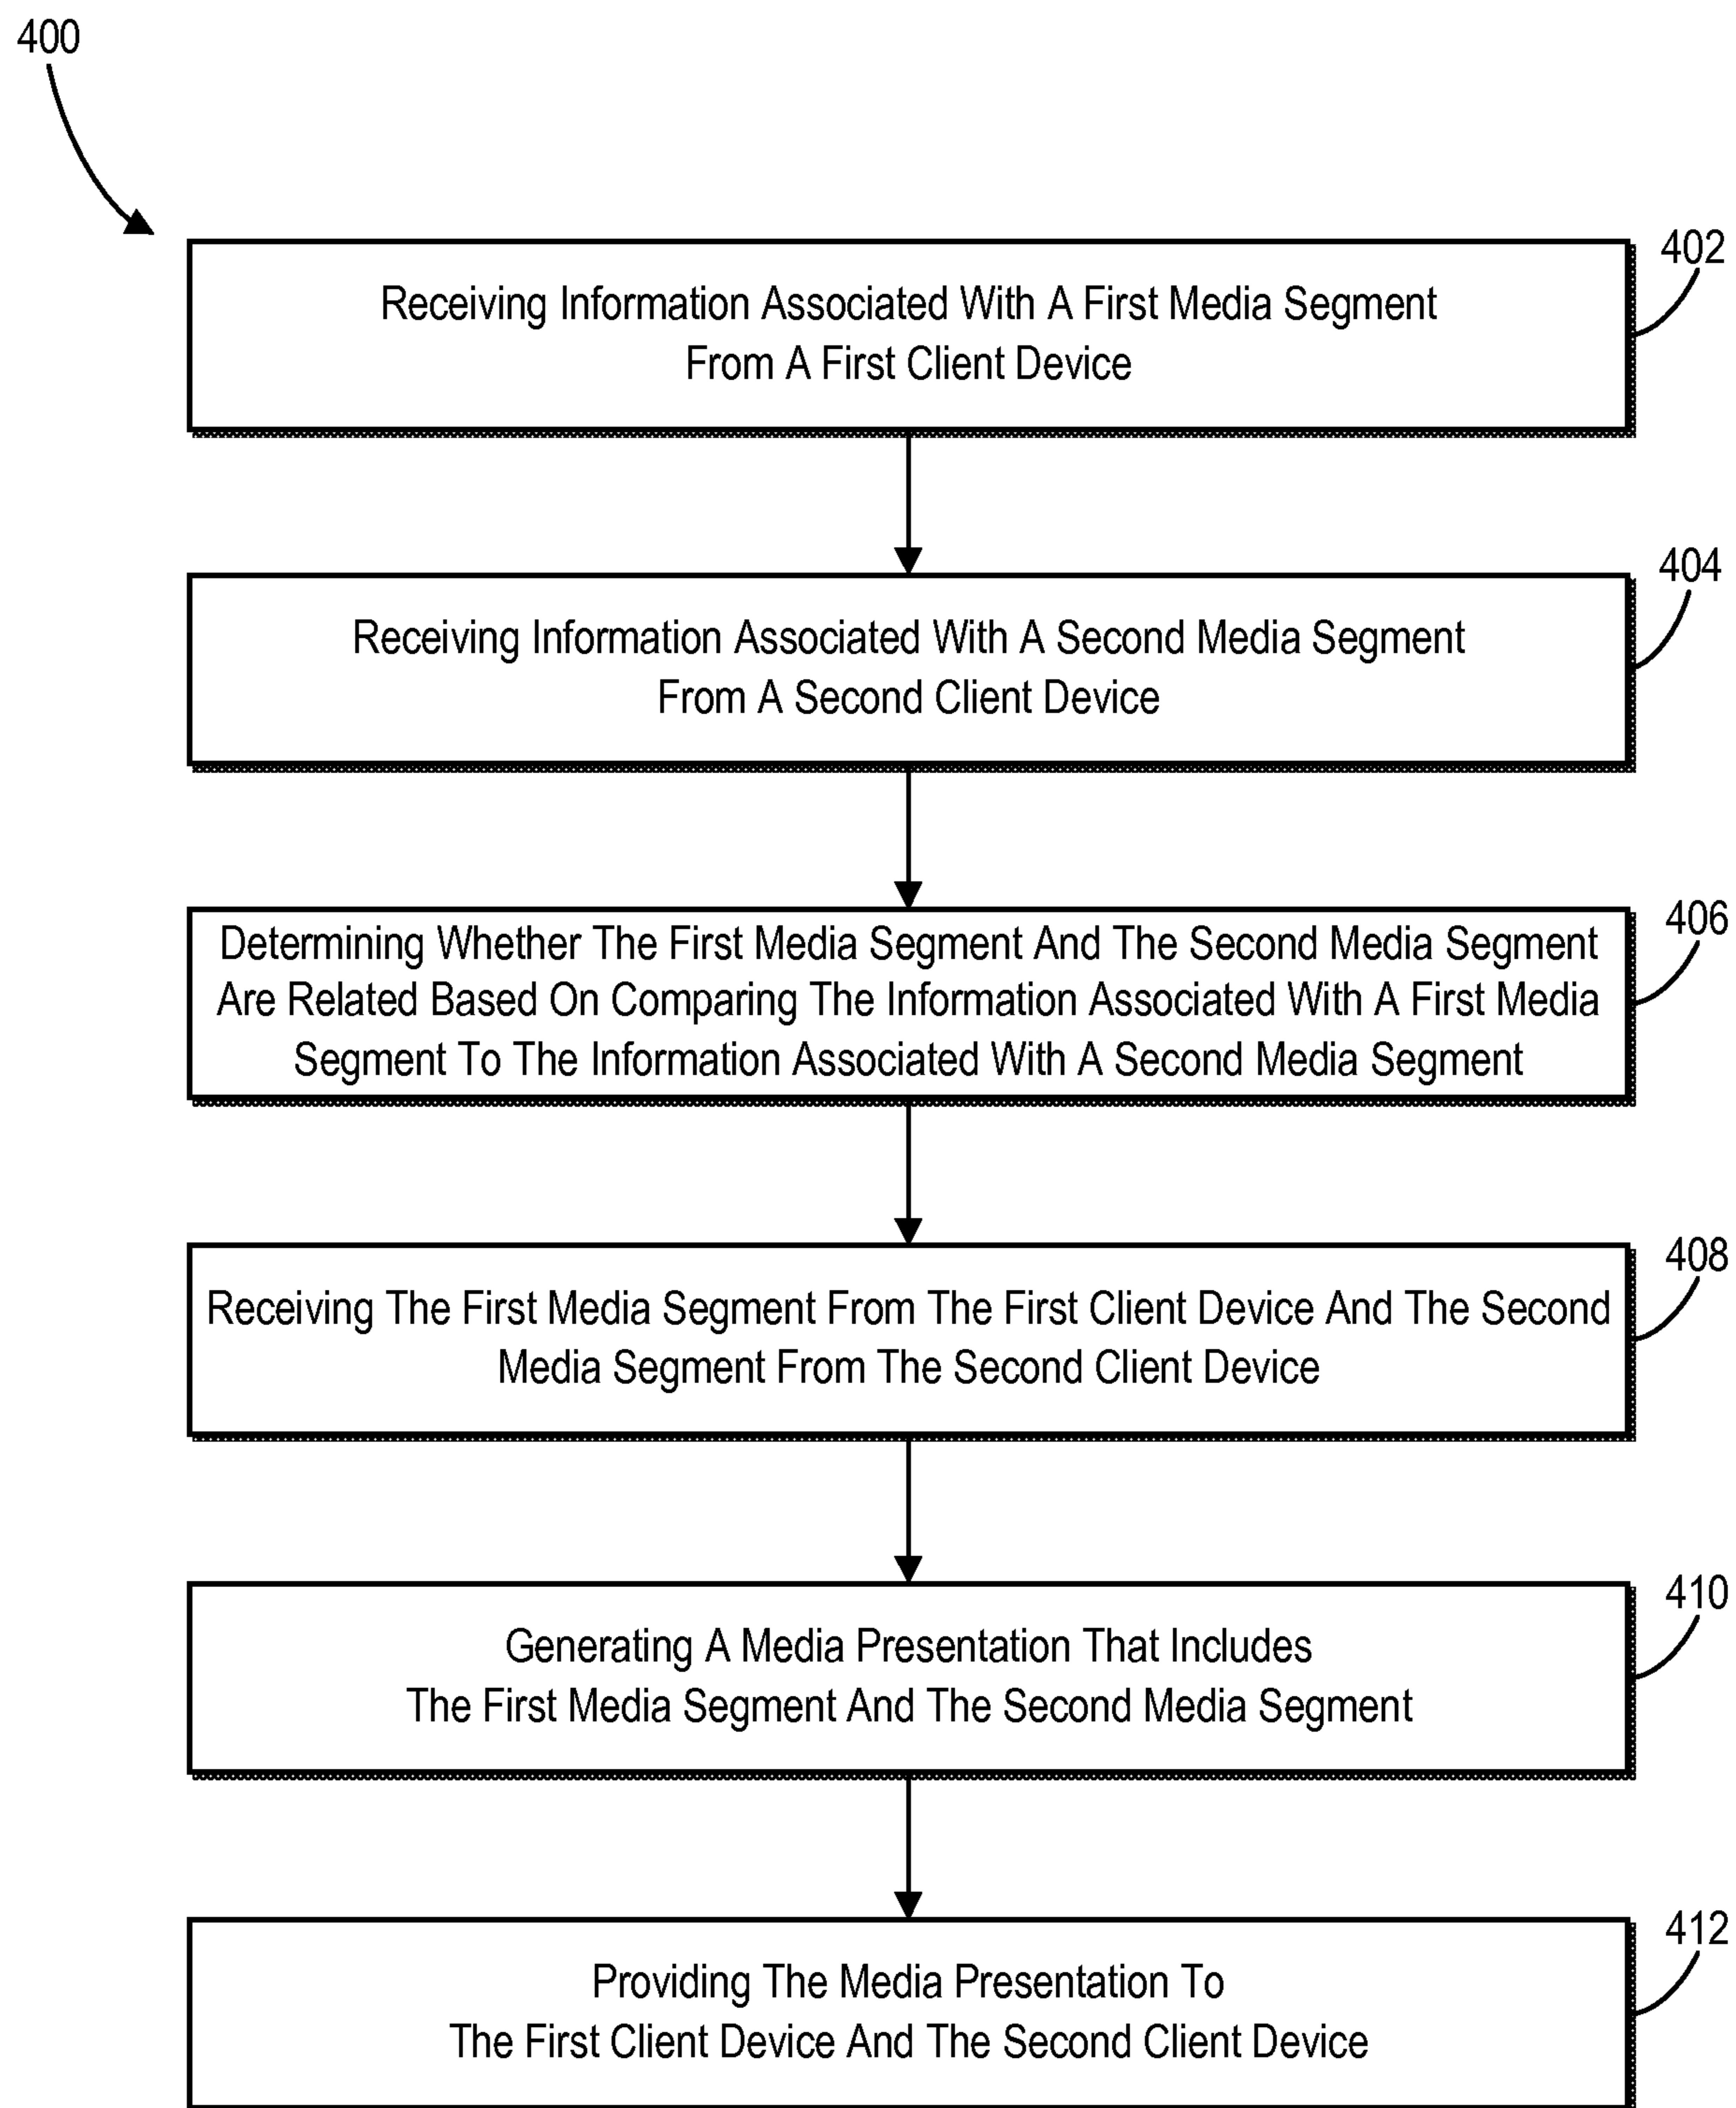 400
402
Receiving Information Associated With A First Media Segment
From A First Client Device
404
Receiving Information Associated With A Second Media Segment
From A Second Client Device
406
Determining Whether The First Media Segment And The Second Media Segment
Are Related Based On Comparing The Information Associated With A First Media
Segment To The Information Associated With A Second Media Segment
408
Receiving The First Media Segment From The First Client Device And The Second
Media Segment From The Second Client Device
410
Generating A Media Presentation That Includes
The First Media Segment And The Second Media Segment
412
Providing The Media Presentation To
The First Client Device And The Second Client Device